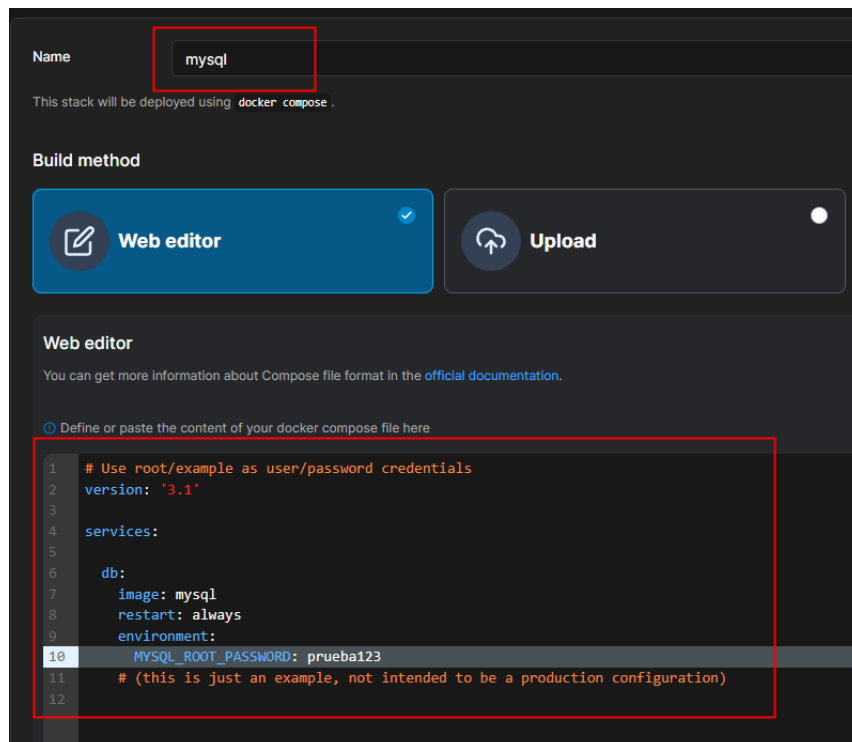 Name
mysql
This stack will be deployed using docker compose .
Build method
Web editor
Upload
Web editor
You can get more information about Compose file format in the official documentation.
Define or paste the content of your docker compose file here
1 # Use root/example as user/password credentials
2 version: '3.1'
3
4 services:
5
6   db:
7     image: mysql
8     restart: always
9     environment:
10       MYSQL_ROOT_PASSWORD: prueba123
11     # (this is just an example, not intended to be a production configuration)
12